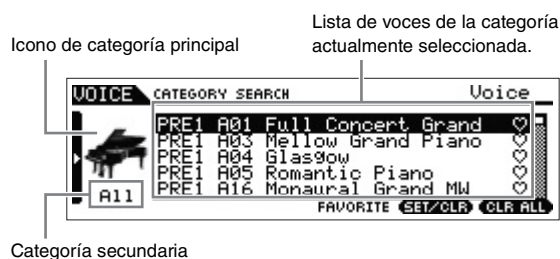 Lista de voces de la categoría
actualmente seleccionada.
Icono de categoría principal
VOICE CATEGORY SEARCH Voice
PRE1 A01 Full Concert Grand
PRE1 A03 Mellow Grand Piano
PRE1 A04 Glasgow
PRE1 A05 Romantic Piano
PRE1 A16 Monaural Grand MW
All
FAVORITE SET/CLR CLR ALL
Categoría secundaria